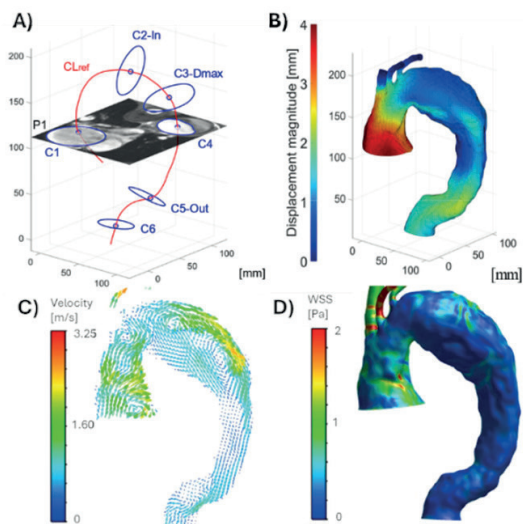 A)
200
150
100
50
0
0
50
100
0
50
100
[mm]
CLref
C2-In
C3-Dmax
P1
C1
C4
C5-Out
C6
B)
Displacement magnitude [mm]
4
3
2
1
0
200
150
100
50
0
50
100
0
50
100
[mm]
C)
Velocity
[m/s]
3.25
1.60
0
D)
WSS
[Pa]
2
1
0